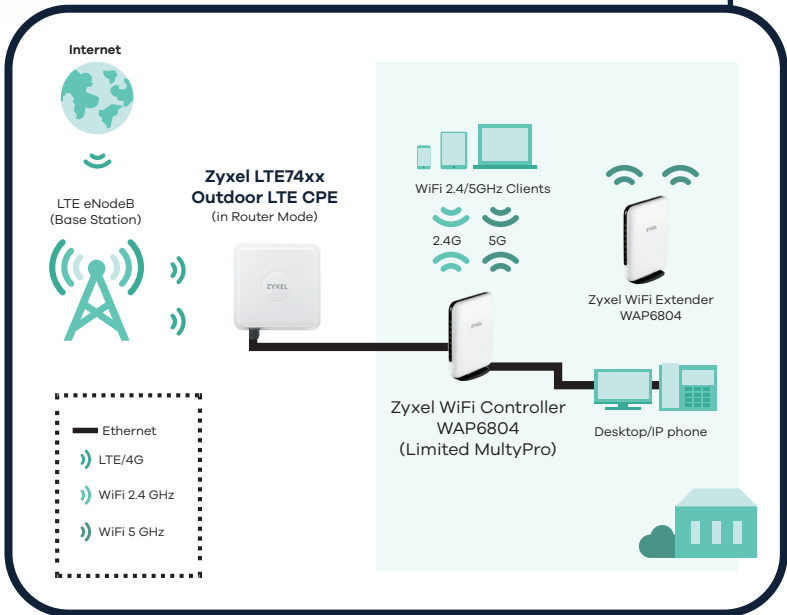 Internet
LTE eNodeB
(Base Station)
Zyxel LTE74xx
Outdoor LTE CPE
(in Router Mode)
ZYXEL
WiFi 2.4/5GHz Clients
2.4G
5G
ZYXEL
Zyxel WiFi Controller
WAP6804
(Limited MultyPro)
ZYXEL
Zyxel WiFi Extender
WAP6804
Desktop/IP phone
Ethernet
LTE/4G
WiFi 2.4 GHz
WiFi 5 GHz